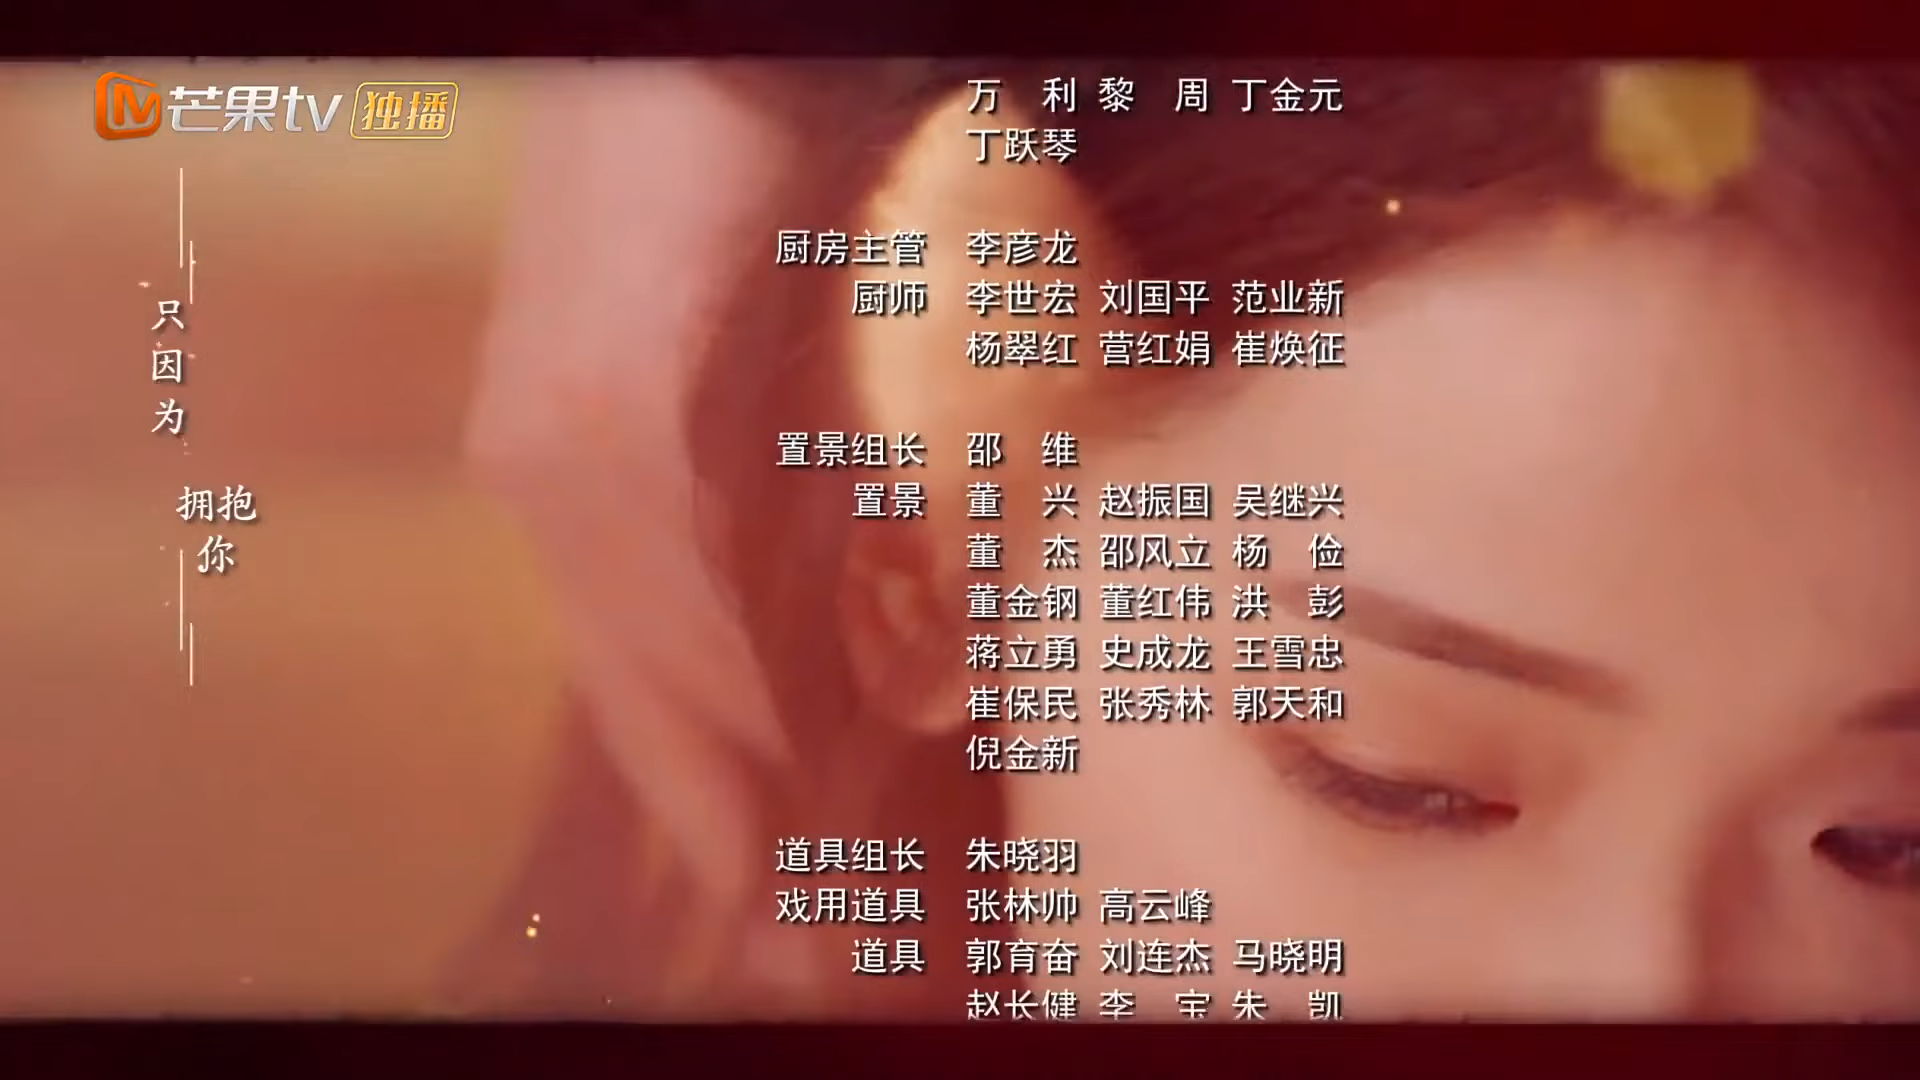 芒果tv 独播
只
因
为
拥抱
你
万 利 黎 周 丁金元
丁跃琴
厨房主管 李彦龙
厨师 李世宏 刘国平 范业新
杨翠红 营红娟 崔焕征
置景组长 邵 维
置景 董 兴 赵振国 吴继兴
董 杰 邵风立 杨 俭
董金钢 董红伟 洪 彭
蒋立勇 史成龙 王雪忠
崔保民 张秀林 郭天和
倪金新
道具组长 朱晓羽
戏用道具 张林帅 高云峰
道具 郭育奋 刘连杰 马晓明
赵长健 李 宝 朱 凯